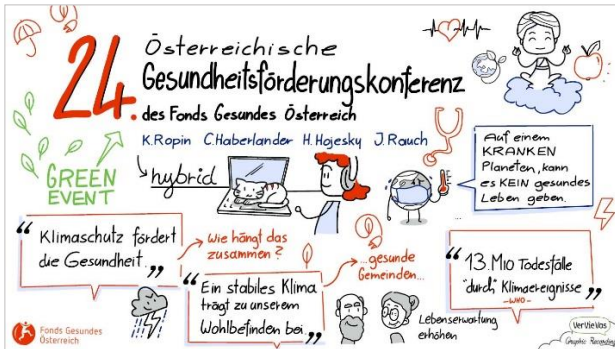 24.
Österreichische
Gesundheitsförderungskonferenz
des Fonds Gesundes Österreich
K. Ropin C. Haberlander H. Hojesky J. Rauch
GREEN
EVENT
hybrid
Auf einem
KRANKEN
Planeten, kann
es KEIN gesundes
Leben geben.
"Klimaschutz fördert
die Gesundheit"
Wie hängt das
zusammen?
"Ein stabiles Klima
trägt zu unserem
Wohlbefinden bei."
...gesunde
Gemeinden...
"13. MIO Todesfälle
"durch" Klimaereignisse
-WHO-"
Lebenserwartung
erhöhen
Fonds Gesundes
Österreich
VerVieVas
Graphic Recording